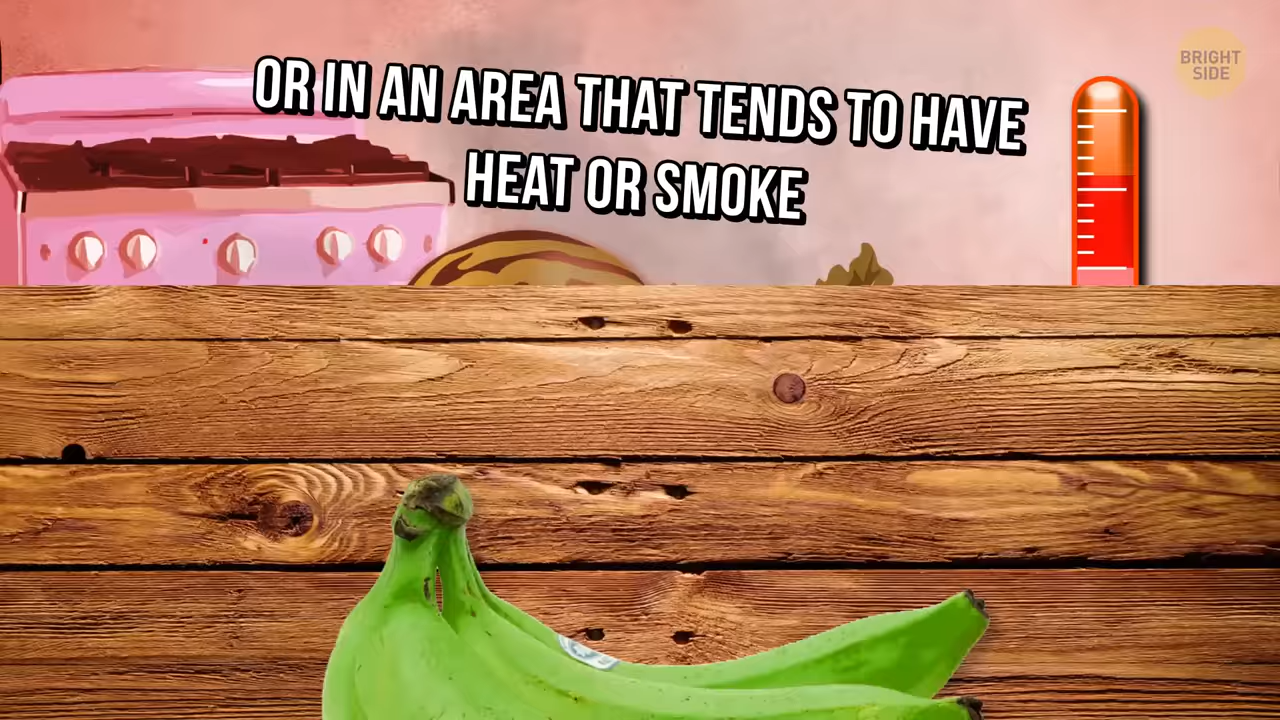 BRIGHT
SIDE
OR IN AN AREA THAT TENDS TO HAVE
HEAT OR SMOKE